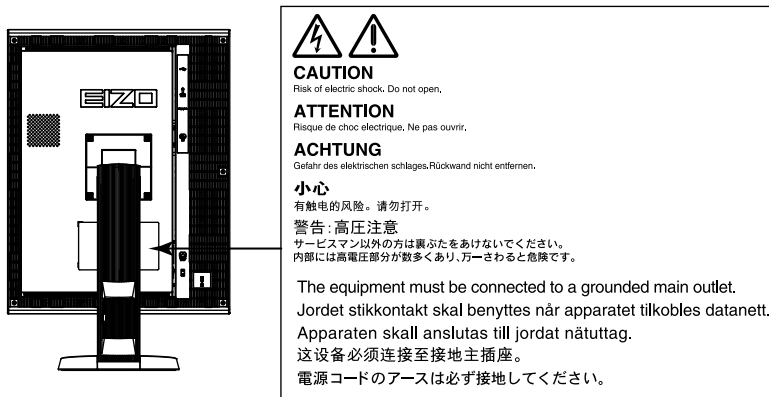 EIZO
CAUTION
Risk of electric shock. Do not open.
ATTENTION
Risque de choc electrique. Ne pas ouvrir.
ACHTUNG
Gefahr des elektrischen schlages.Rückwand nicht entfernen.
小心
有触电的风险。请勿打开。
警告:高圧注意
サービスマン以外の方は裏ぶたをあけないでください。
内部には高電圧部分が数多くあり、万一さわると危険です。
The equipment must be connected to a grounded main outlet.
Jordet stikkontakt skal benyttes når apparatet tilkobles datanett.
Apparaten skall anslutas till jordat nätuttag.
这设备必须连接至接地主插座。
電源コードのアースは必ず接地してください。